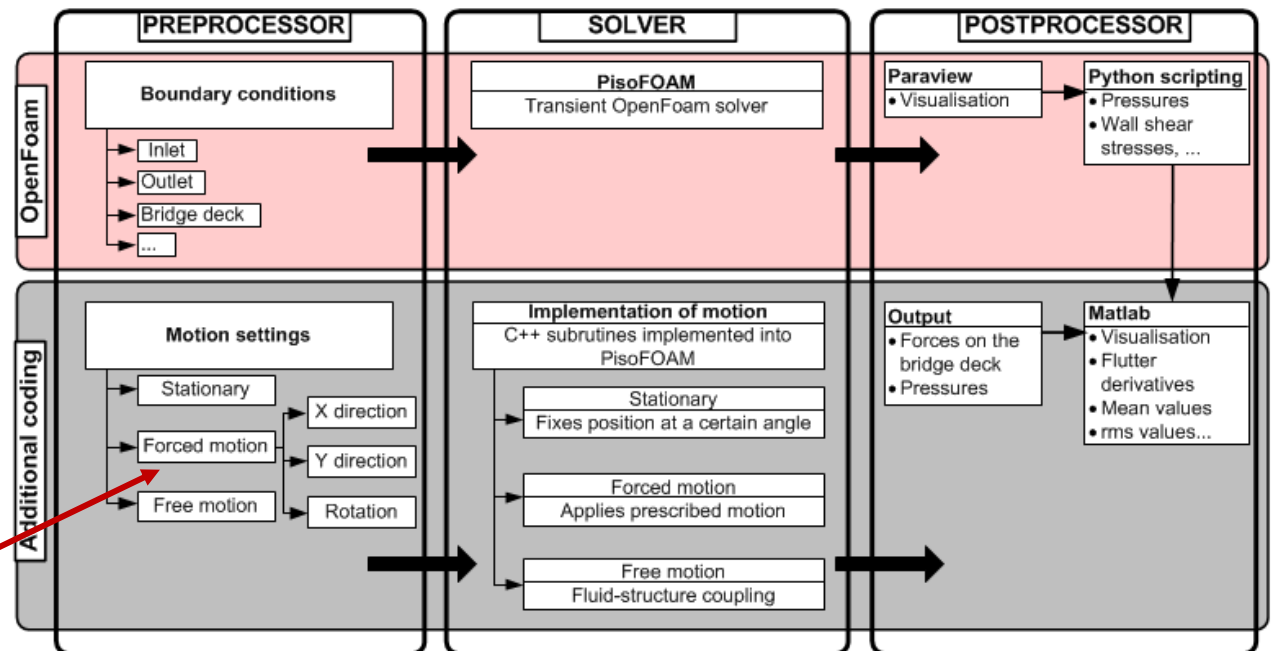 PREPROCESSOR
SOLVER
POSTPROCESSOR
OpenFoam
Boundary conditions
Inlet
Outlet
Bridge deck
...
PisoFOAM
Transient OpenFoam solver
Paraview
• Visualisation
Python scripting
• Pressures
• Wall shear
stresses, ...
Additional coding
Motion settings
Stationary
Forced motion
Free motion
X direction
Y direction
Rotation
Implementation of motion
C++ subrutines implemented into
PisoFOAM
Stationary
Fixes position at a certain angle
Forced motion
Applies prescribed motion
Free motion
Fluid-structure coupling
Output
• Forces on the
bridge deck
• Pressures
Matlab
• Visualisation
• Flutter
derivatives
• Mean values
• rms values...